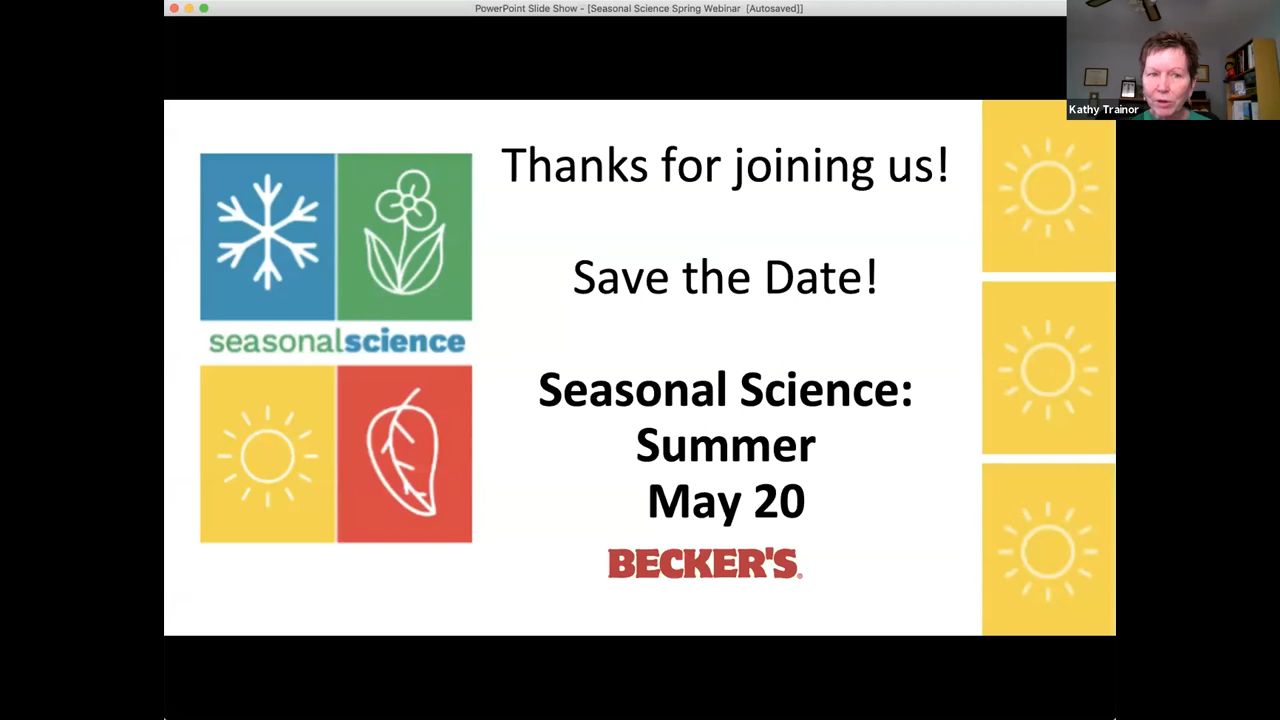 PowerPoint Slide Show - [Seasonal Science Spring Webinar [Autosaved]]
Kathy Trainor
Thanks for joining us!
Save the Date!
seasonalscience
Seasonal Science:
Summer
May 20
BECKER'S®